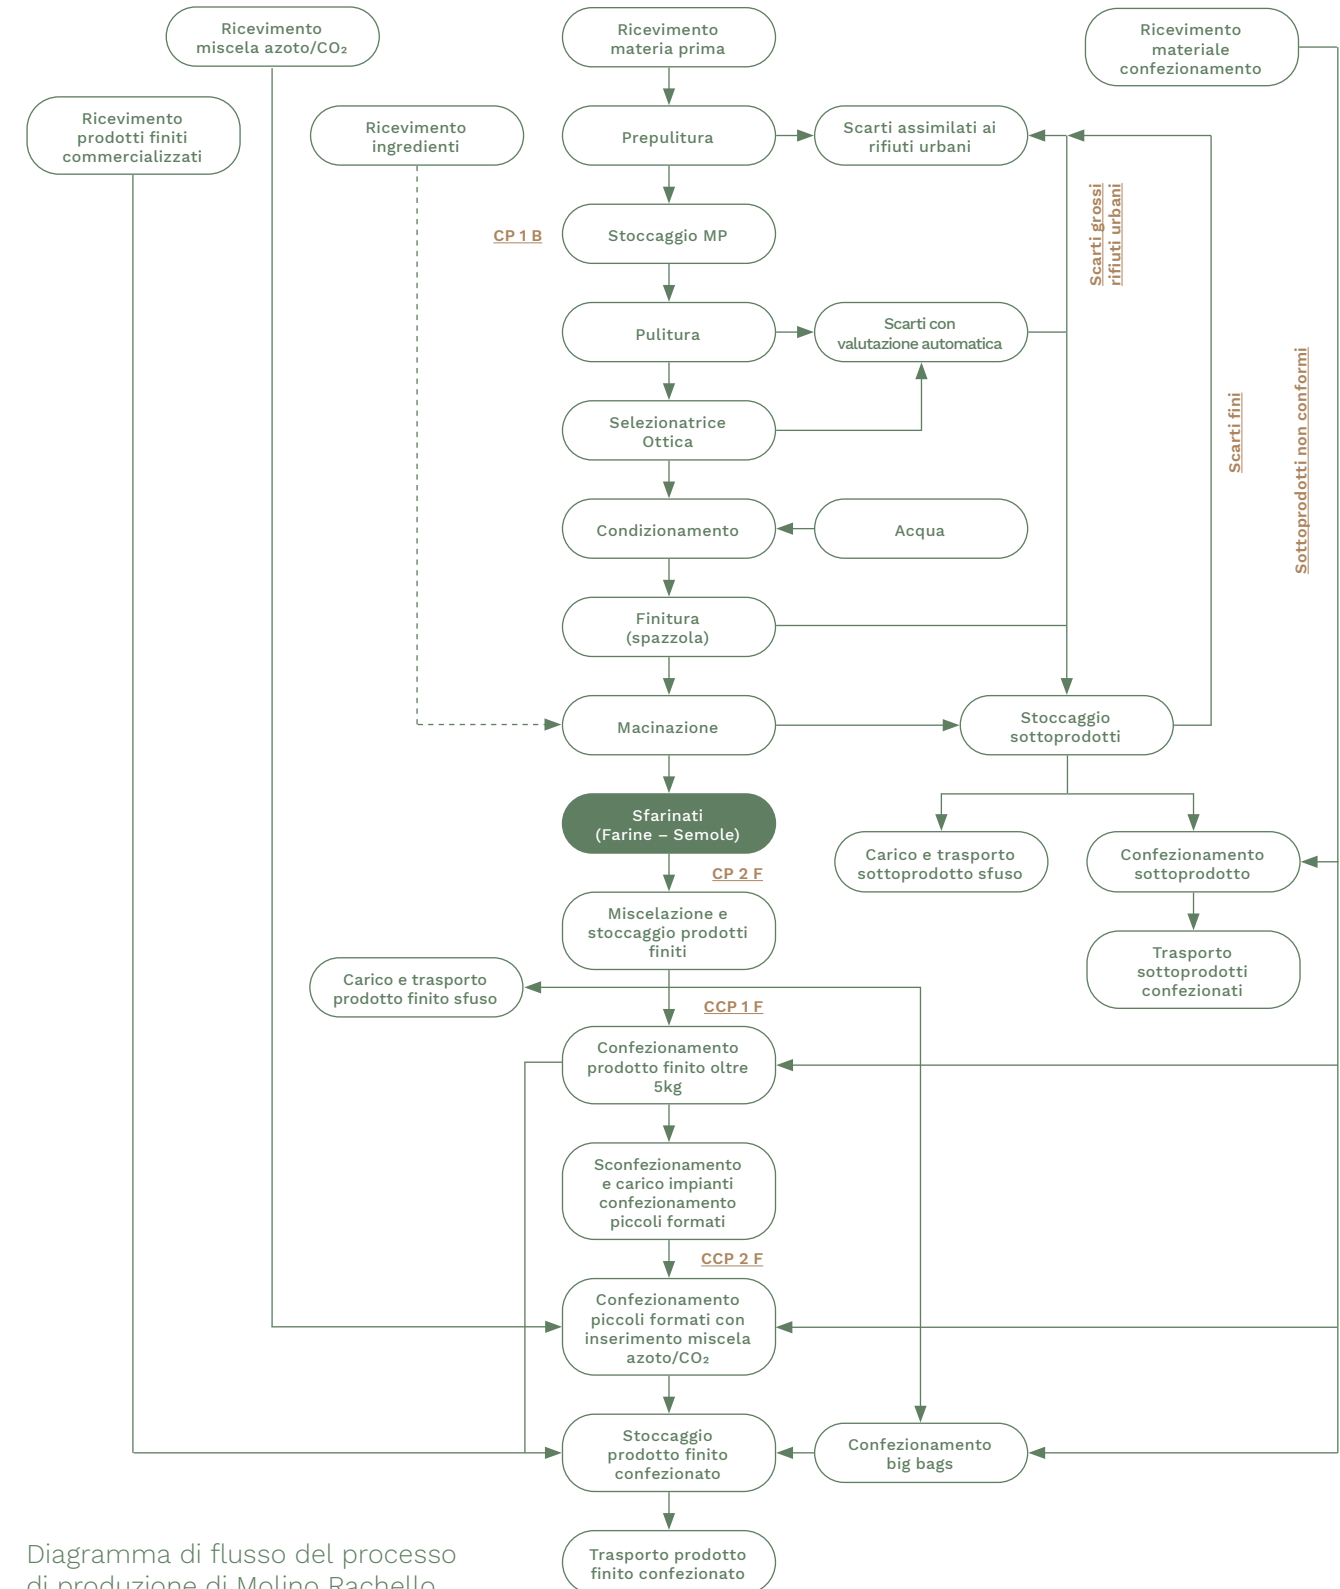 Ricevimento
miscela azoto/CO₂
Ricevimento
materia prima
Ricevimento
materiale
confezionamento
Ricevimento
prodotti finiti
commercializzati
Ricevimento
ingredienti
Prepulitura
Scarti assimilati ai
rifiuti urbani
Scarti grossi
rifiuti urbani
CP 1 B
Stoccaggio MP
Pulitura
Scarti con
valutazione automatica
Scarti fini
Sottoprodotti non conformi
Selezionatrice
Ottica
Condizionamento
Acqua
Finitura
(spazzola)
Macinazione
Stoccaggio
sottoprodotti
Sfarinati
(Farine – Semole)
CP 2 F
Carico e trasporto
sottoprodotto sfuso
Confezionamento
sottoprodotto
Miscelazione e
stoccaggio prodotti
finiti
Trasporto
sottoprodotti
confezionati
Carico e trasporto
prodotto finito sfuso
CCP 1 F
Confezionamento
prodotto finito oltre
5kg
Sconfezionamento
e carico impianti
confezionamento
piccoli formati
CCP 2 F
Confezionamento
piccoli formati con
inserimento miscela
azoto/CO₂
Stoccaggio
prodotto finito
confezionato
Confezionamento
big bags
Trasporto prodotto
finito confezionato
Diagramma di flusso del processo
di produzione di Molino Rachello